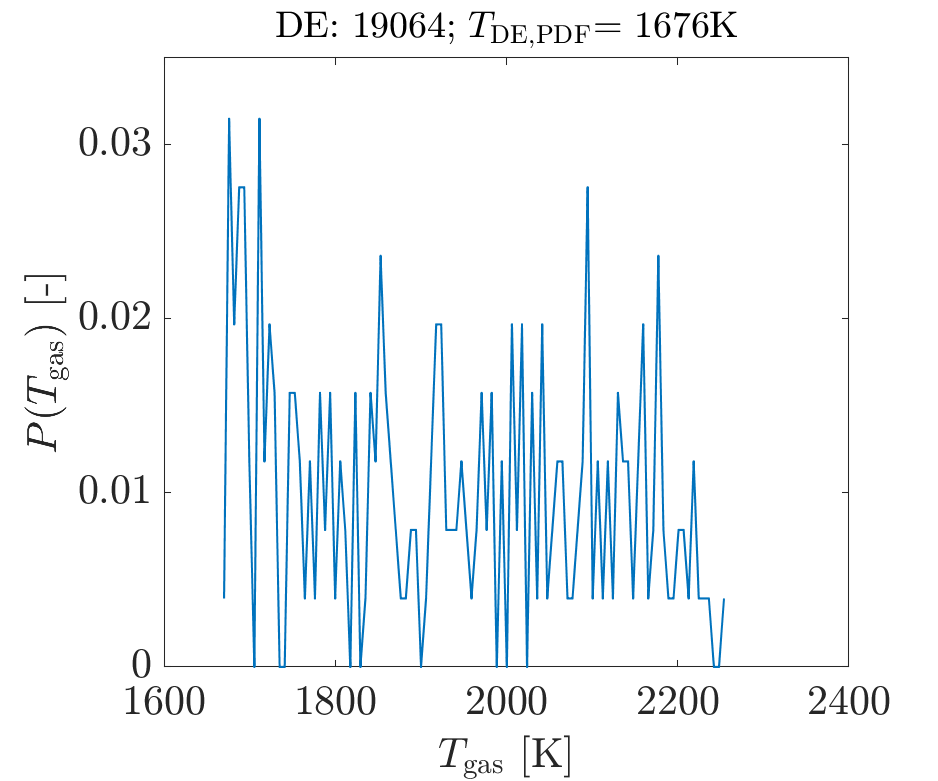 DE: 19064; T_DE,PDF= 1676K
0.03
0.02
0.01
0
P(T_gas) [-]
1600 1800 2000 2200 2400
T_gas [K]